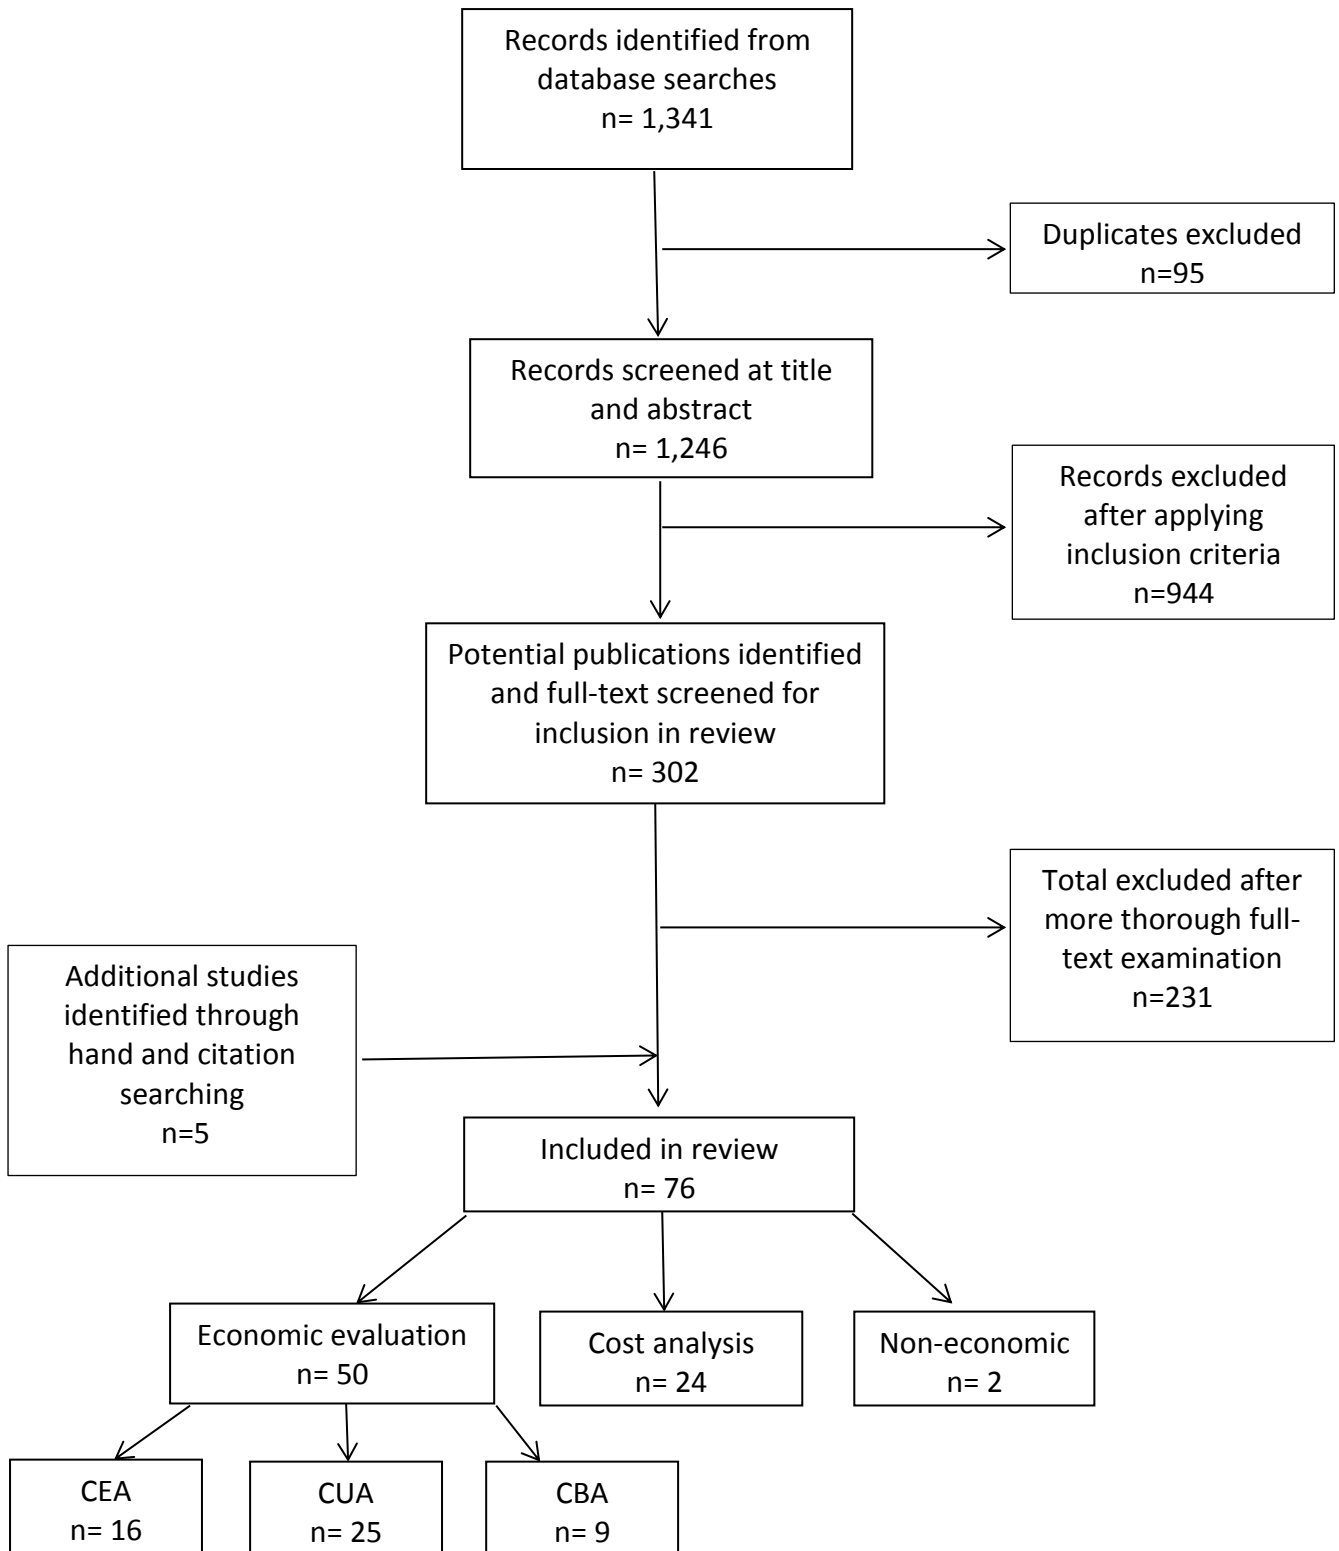 Records identified from
database searches
n= 1,341
Duplicates excluded
n=95
Records screened at title
and abstract
n= 1,246
Records excluded
after applying
inclusion criteria
n=944
Potential publications identified
and full-text screened for
inclusion in review
n= 302
Total excluded after
more thorough full-
text examination
n=231
Additional studies
identified through
hand and citation
searching
n=5
Included in review
n= 76
Economic evaluation
n= 50
Cost analysis
n= 24
Non-economic
n= 2
CEA
n= 16
CUA
n= 25
CBA
n= 9